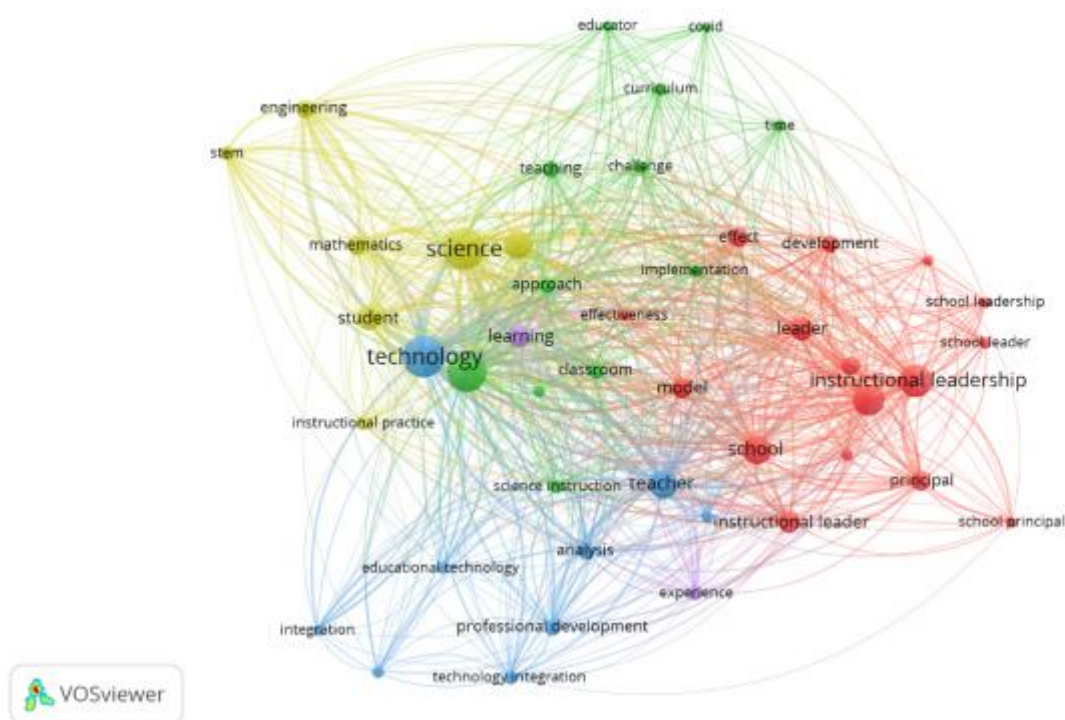 educator
covid
curriculum
engineering
time
stem
teaching
challenge
mathematics
science
effect
development
implementation
approach
school leadership
student
effectiveness
learning
leader
school leader
technology
classroom
model
instructional leadership
instructional practice
school
science instruction
teacher
principal
instructional leader
school principal
analysis
educational technology
experience
integration
professional development
technology integration
VOSviewer